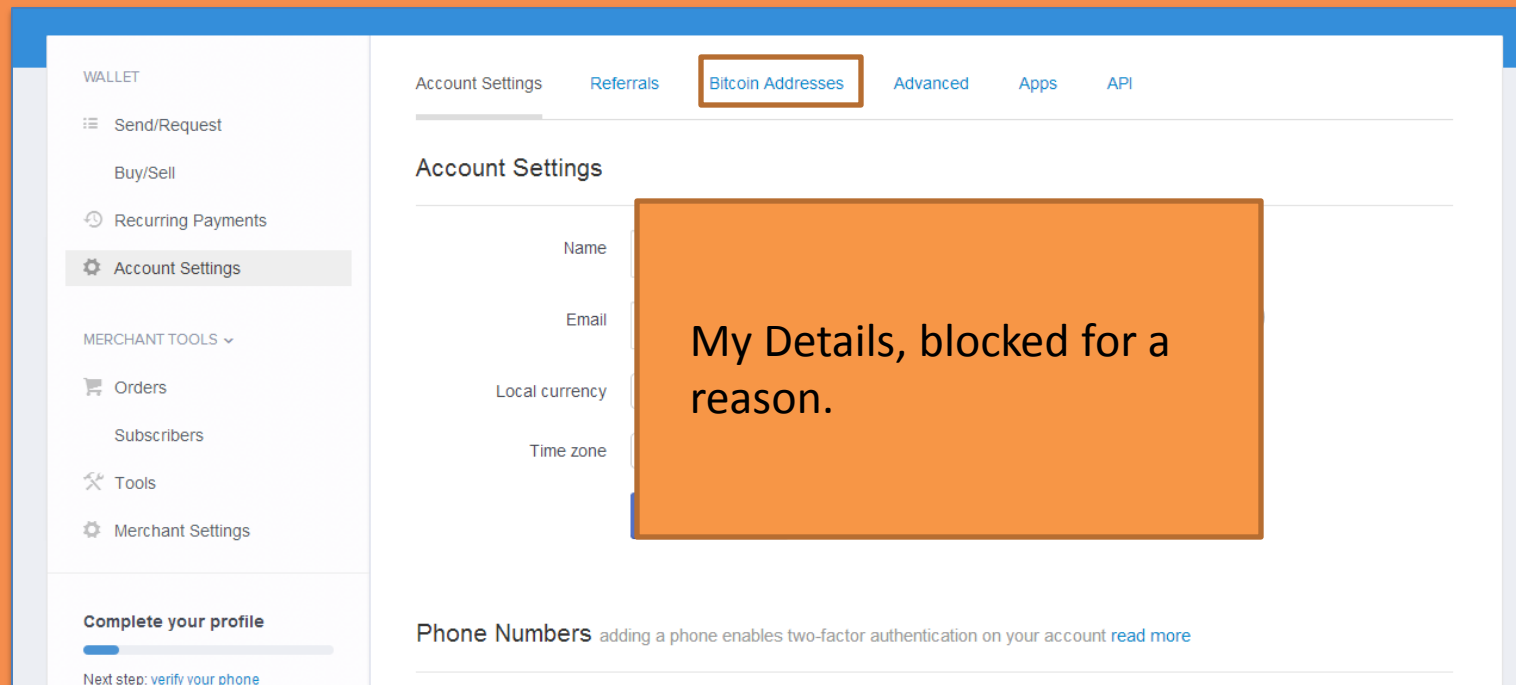 WALLET
Send/Request
Buy/Sell
Recurring Payments
Account Settings
MERCHANT TOOLS
Orders
Subscribers
Tools
Merchant Settings
Complete your profile
Next step: verify your phone
Account Settings Referrals Bitcoin Addresses Advanced Apps API
Account Settings
Name
Email
Local currency
Time zone
My Details, blocked for a
reason.
Phone Numbers adding a phone enables two-factor authentication on your account read more